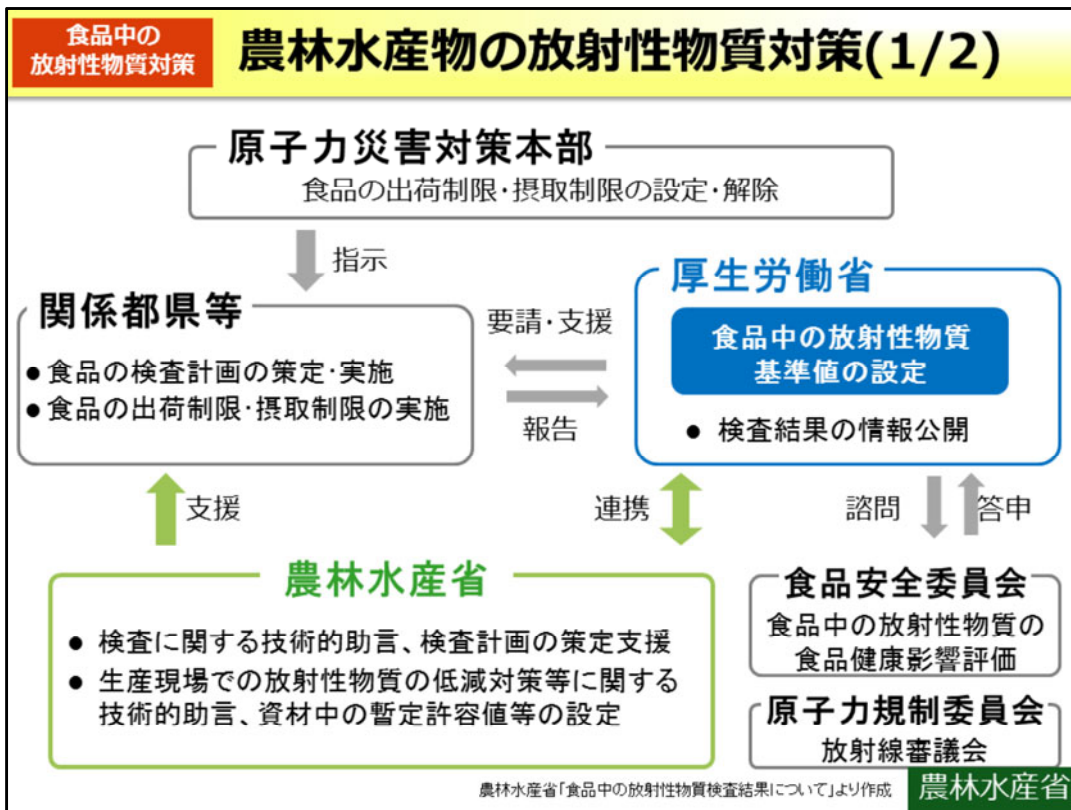 食品中の
放射性物質対策
農林水産物の放射性物質対策(1/2)
原子力災害対策本部
食品の出荷制限・摂取制限の設定・解除
指示
関係都県等
● 食品の検査計画の策定・実施
● 食品の出荷制限・摂取制限の実施
要請・支援
報告
厚生労働省
食品中の放射性物質
基準値の設定
● 検査結果の情報公開
支援
連携
諮問
答申
農林水産省
● 検査に関する技術的助言、検査計画の策定支援
● 生産現場での放射性物質の低減対策等に関する
技術的助言、資材中の暫定許容値等の設定
食品安全委員会
食品中の放射性物質の
食品健康影響評価
原子力規制委員会
放射線審議会
農林水産省「食品中の放射性物質検査結果について」より作成
農林水産省